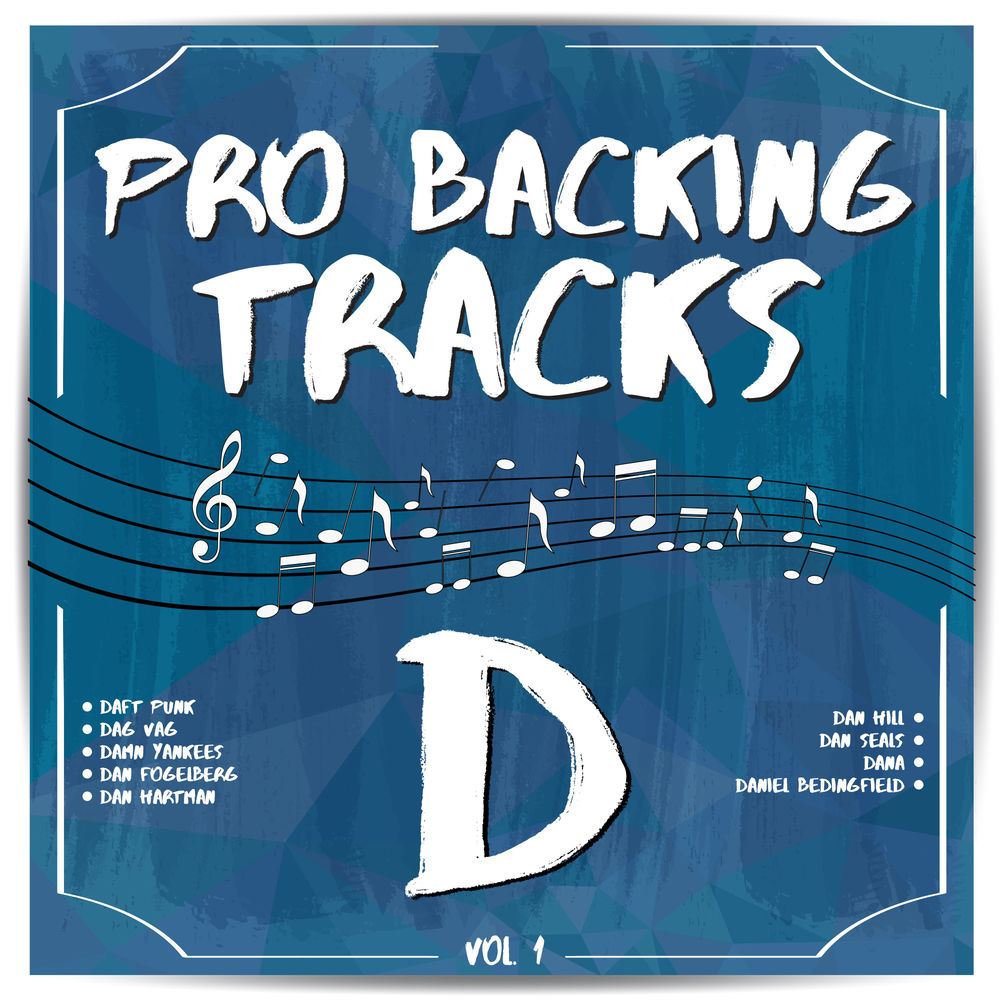 PRO BACKING
TRACKS
D
• DAFT PUNK
• DAG VAG
• DAMN YANKEES
• DAN FOGELBERG
• DAN HARTMAN
DAN HILL •
DAN SEALS •
DANA •
DANIEL BEDINGFIELD •
VOL. 1